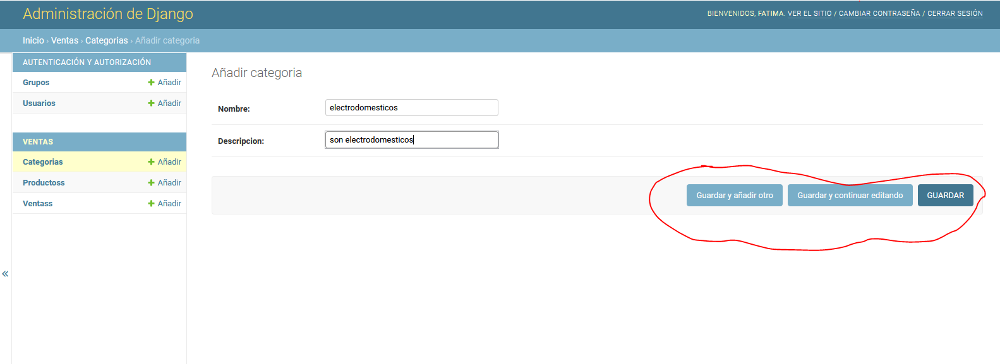 Administración de Django
BIENVENIDOS, FATIMA. VER EL SITIO / CAMBIAR CONTRASEÑA / CERRAR SESIÓN
Inicio › Ventas › Categorias › Añadir categoria
AUTENTICACIÓN Y AUTORIZACIÓN
Grupos + Añadir
Usuarios + Añadir
VENTAS
Categorias + Añadir
Productoss + Añadir
Ventass + Añadir
«
Añadir categoria
Nombre: electrodomesticos
Descripcion: son electrodomesticos
Guardar y añadir otro Guardar y continuar editando GUARDAR